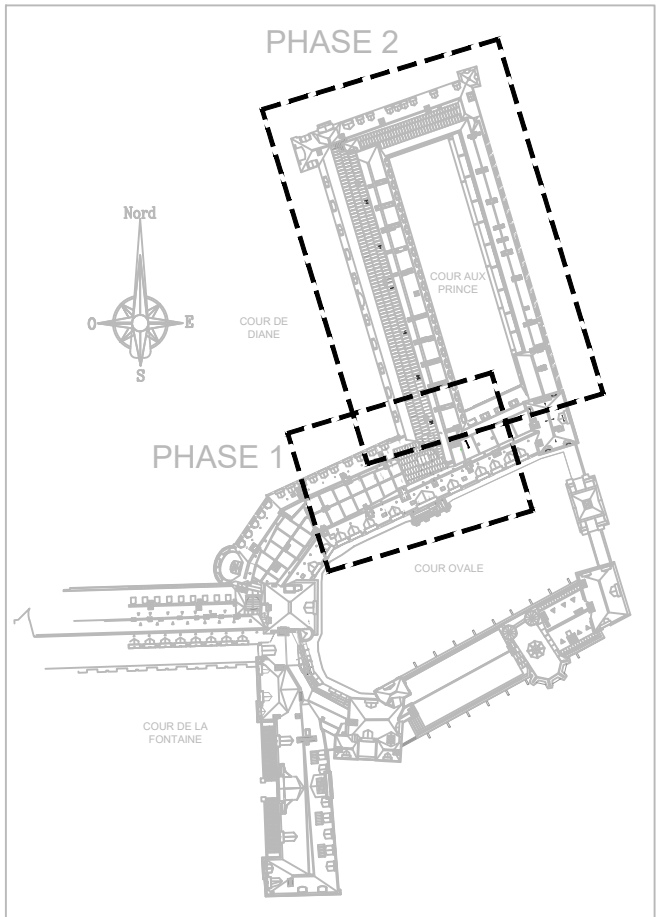 PHASE 2
Nord
O
E
S
COUR AUX
PRINCE
COUR DE
DIANE
PHASE 1
COUR OVALE
COUR DE LA
FONTAINE